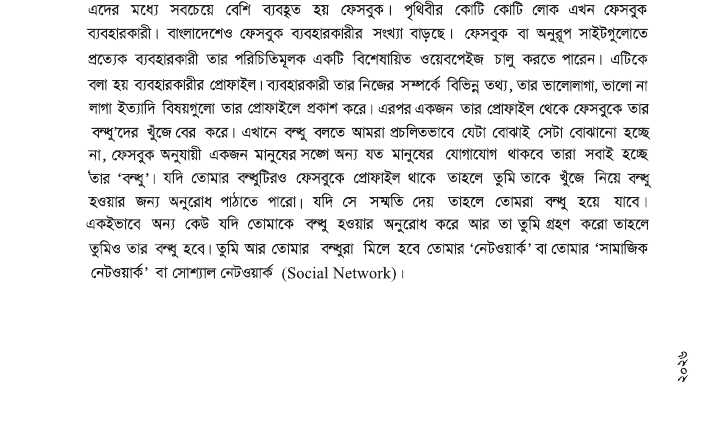 এদের মধ্যে সবচেয়ে বেশি ব্যবহৃত হয় ফেসবুক। পৃথিবীর কোটি কোটি লোক এখন ফেসবুক
ব্যবহারকারী। বাংলাদেশেও ফেসবুক ব্যবহারকারীর সংখ্যা বাড়ছে। ফেসবুক বা অনুরূপ সাইটগুলোতে
প্রত্যেক ব্যবহারকারী তার পরিচিতিমূলক একটি বিশেষায়িত ওয়েবপেইজ চালু করতে পারেন। এটিকে
বলা হয় ব্যবহারকারীর প্রোফাইল। ব্যবহারকারী তার নিজের সম্পর্কে বিভিন্ন তথ্য, তার ভালোলাগা, ভালো না
লাগা ইত্যাদি বিষয়গুলো তার প্রোফাইলে প্রকাশ করে। এরপর একজন তার প্রোফাইল থেকে ফেসবুকে তার
বন্ধু’দের খুঁজে বের করে। এখানে বন্ধু বলতে আমরা প্রচলিতভাবে যেটা বোঝাই সেটা বোঝানো হচ্ছে
না, ফেসবুক অনুযায়ী একজন মানুষের সঙ্গে অন্য যত মানুষের যোগাযোগ থাকবে তারা সবাই হচ্ছে
তার ‘বন্ধু’। যদি তোমার বন্ধুটিরও ফেসবুকে প্রোফাইল থাকে তাহলে তুমি তাকে খুঁজে নিয়ে বন্ধু
হওয়ার জন্য অনুরোধ পাঠাতে পারো। যদি সে সম্মতি দেয় তাহলে তোমরা বন্ধু হয়ে যাবে।
একইভাবে অন্য কেউ যদি তোমাকে বন্ধু হওয়ার অনুরোধ করে আর তা তুমি গ্রহণ করো তাহলে
তুমিও তার বন্ধু হবে। তুমি আর তোমার বন্ধুরা মিলে হবে তোমার ‘নেটওয়ার্ক’ বা তোমার ‘সামাজিক
নেটওয়ার্ক’ বা সোশ্যাল নেটওয়ার্ক (Social Network)।
২০২৬